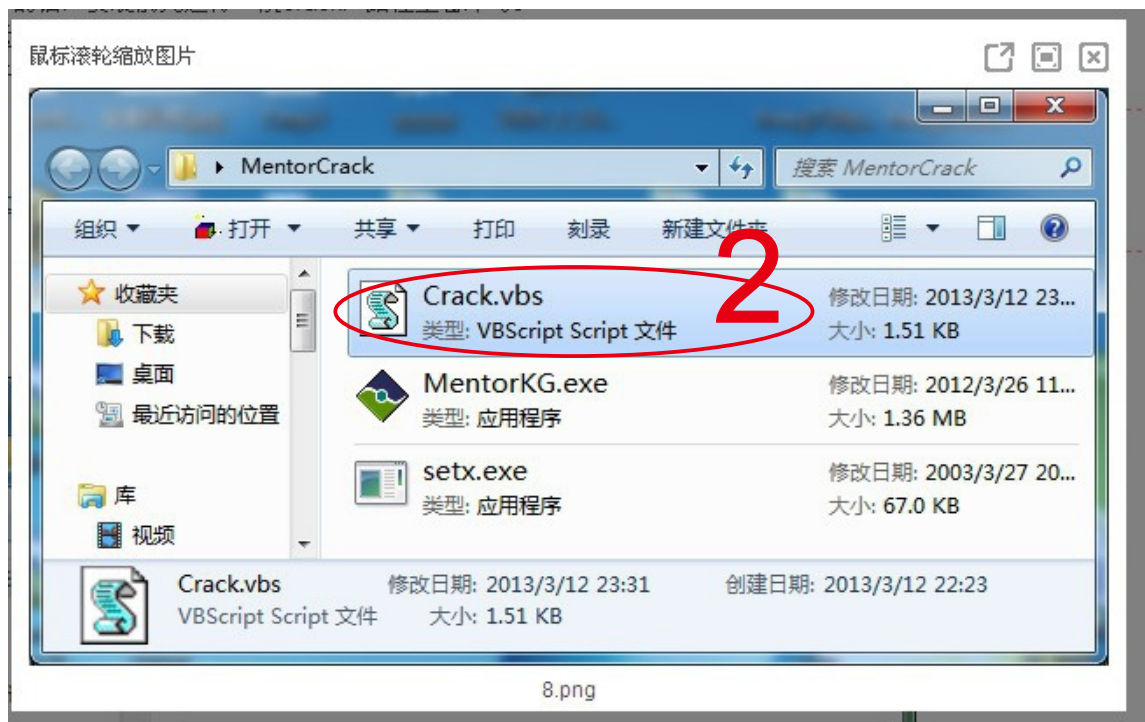 鼠标滚轮缩放图片
MentorCrack
搜索 MentorCrack
组织 打开 共享 打印 刻录 新建文件夹
收藏夹
下载
桌面
最近访问的位置
库
视频
Crack.vbs 修改日期: 2013/3/12 23...
类型: VBScript Script 文件 大小: 1.51 KB
2
MentorKG.exe 修改日期: 2012/3/26 11...
类型: 应用程序 大小: 1.36 MB
setx.exe 修改日期: 2003/3/27 20...
类型: 应用程序 大小: 67.0 KB
Crack.vbs 修改日期: 2013/3/12 23:31 创建日期: 2013/3/12 22:23
VBScript Script 文件 大小: 1.51 KB
8.png